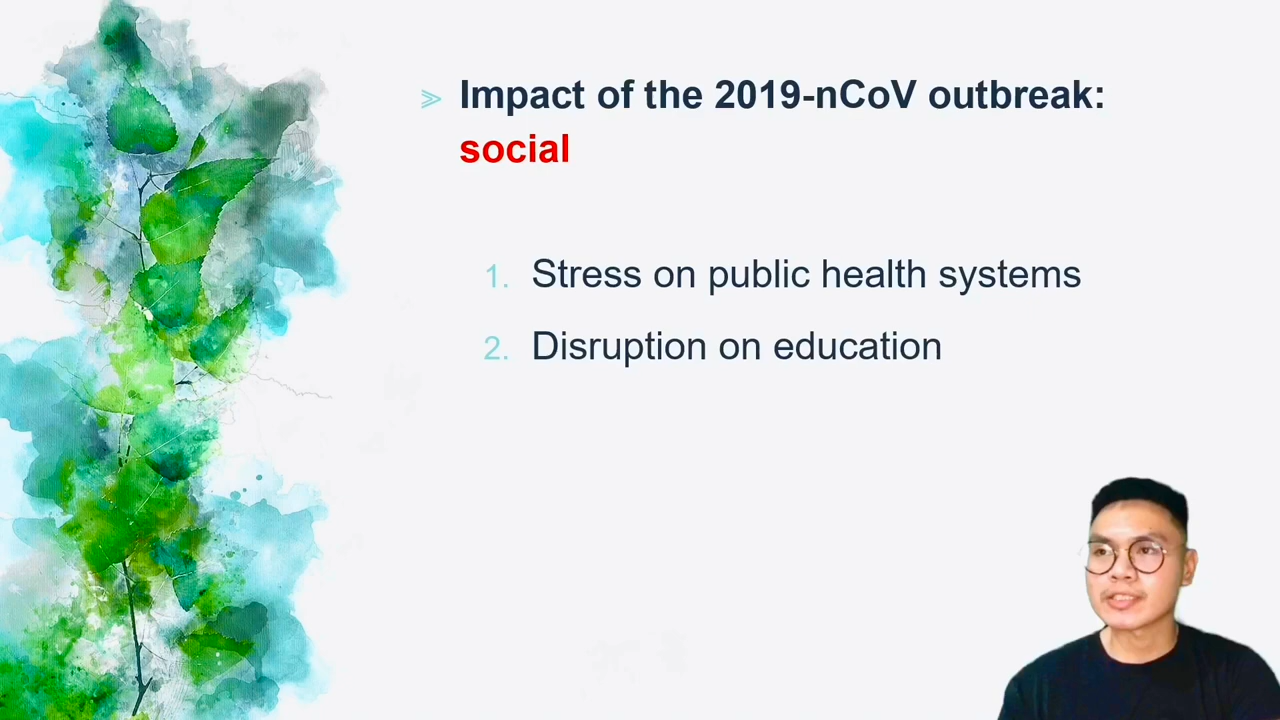 Impact of the 2019-nCoV outbreak:
social
1. Stress on public health systems
2. Disruption on education